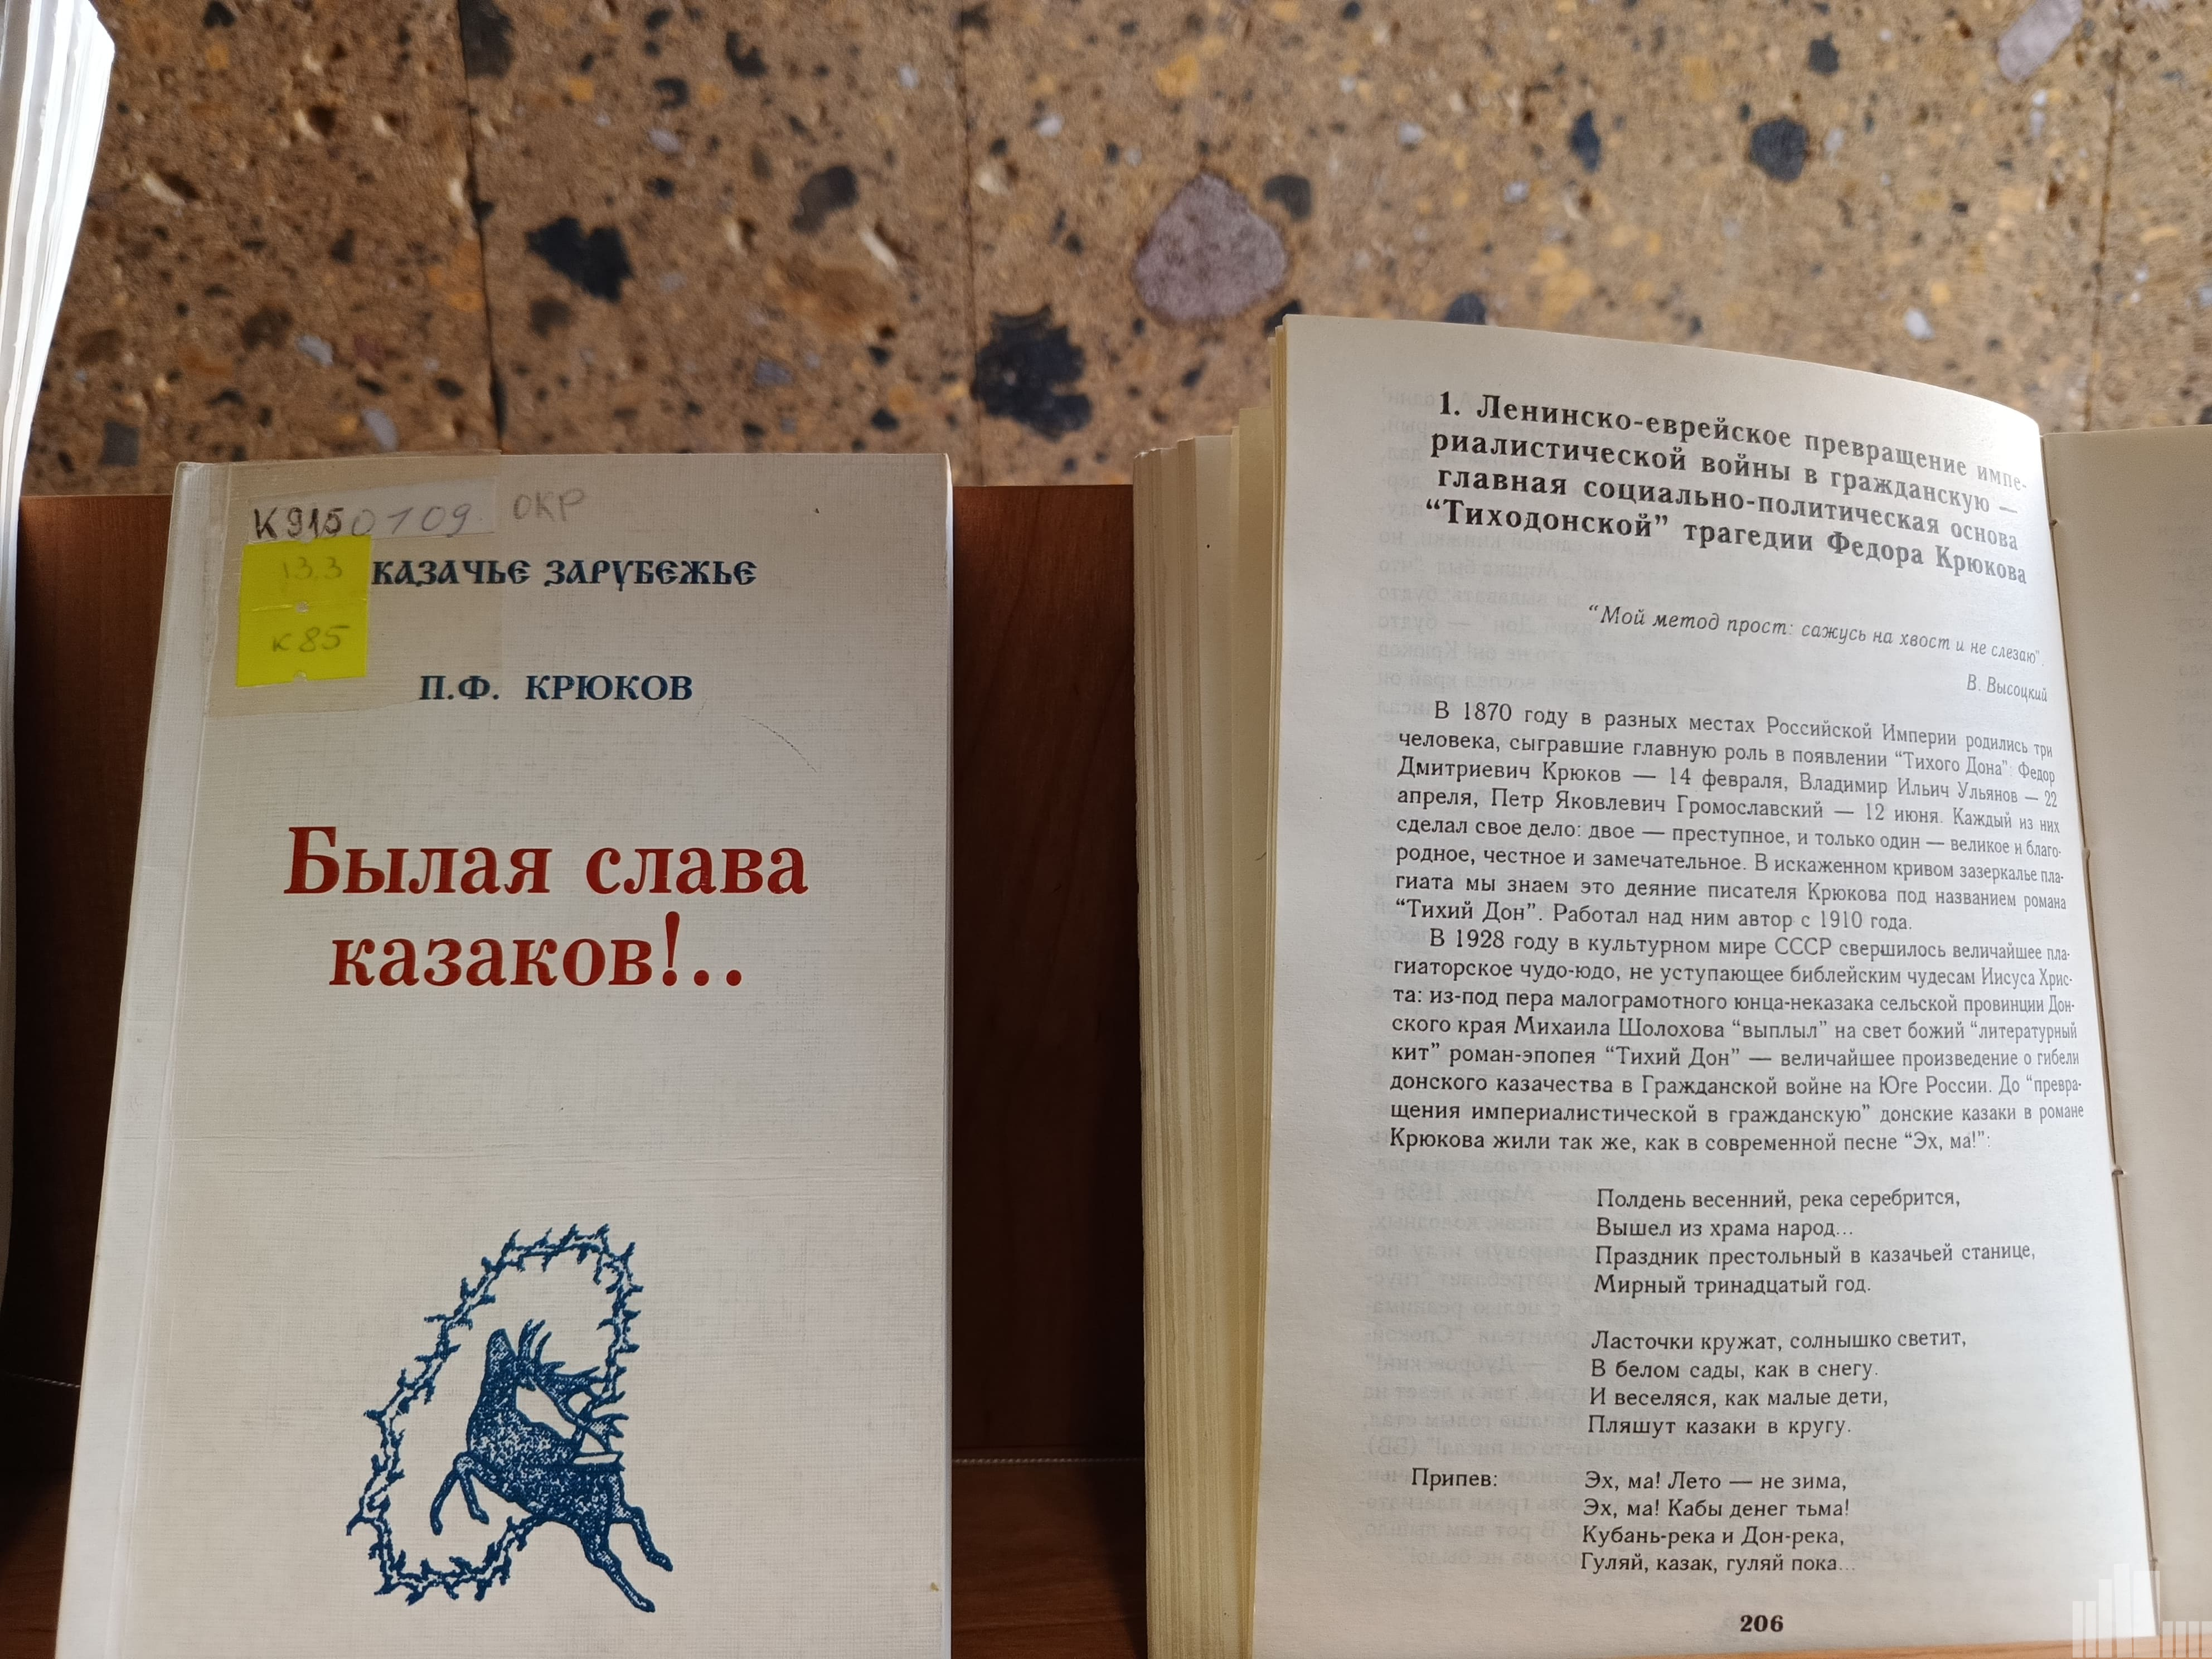 К915 0109 ОКР
13.3
К85
КАЗАЧЬЕ ЗАРУБЕЖЬЕ
П.Ф. КРЮКОВ
Былая слава
казаков!..
1. Ленинско-еврейское превращение импе-
риалистической войны в гражданскую —
главная социально-политическая основа
“Тиходонской” трагедии Федора Крюкова
“Мой метод прост: сажусь на хвост и не слезаю”.
В. Высоцкий
В 1870 году в разных местах Российской Империи родились три
человека, сыгравшие главную роль в появлении “Тихого Дона”: Федор
Дмитриевич Крюков — 14 февраля, Владимир Ильич Ульянов — 22
апреля, Петр Яковлевич Громославский — 12 июня. Каждый из них
сделал свое дело: двое — преступное, и только один — великое и благо-
родное, честное и замечательное. В искаженном кривом зазеркалье пла-
гиата мы знаем это деяние писателя Крюкова под названием романа
“Тихий Дон”. Работал над ним автор с 1910 года.
В 1928 году в культурном мире СССР свершилось величайшее пла-
гиаторское чудо-юдо, не уступающее библейским чудесам Иисуса Хрис-
та: из-под пера малограмотного юнца-неказака сельской провинции Дон-
ского края Михаила Шолохова “выплыл” на свет божий “литературный
кит” роман-эпопея “Тихий Дон” — величайшее произведение о гибели
донского казачества в Гражданской войне на Юге России. До “превра-
щения империалистической в гражданскую” донские казаки в романе
Крюкова жили так же, как в современной песне “Эх, ма!”:
Полдень весенний, река серебрится,
Вышел из храма народ...
Праздник престольный в казачьей станице,
Мирный тринадцатый год.
Ласточки кружат, солнышко светит,
В белом сады, как в снегу.
И веселяся, как малые дети,
Пляшут казаки в кругу.
Припев: Эх, ма! Лето — не зима,
Эх, ма! Кабы денег тьма!
Кубань-река и Дон-река,
Гуляй, казак, гуляй пока...
206